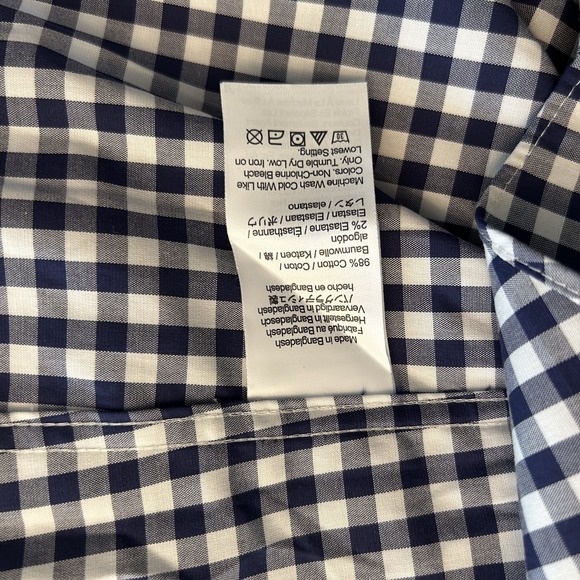 Made in Bangladesh
Fabriqué au Bangladesh
Hergestellt in Bangladesch
Vervaardigd in Bangladesh
バングラディシュ製
hecho en Bangladesh
98% Cotton / Coton /
Baumwolle / Katoen / 綿 /
algodón
2% Elastane / Élasthanne /
Elastan / Elastaan / ポリウ
レタン / elastano
Machine Wash Cold With Like
Colors. Non-Chlorine Bleach
Only. Tumble Dry Low. Iron on
Lowest Setting.
30